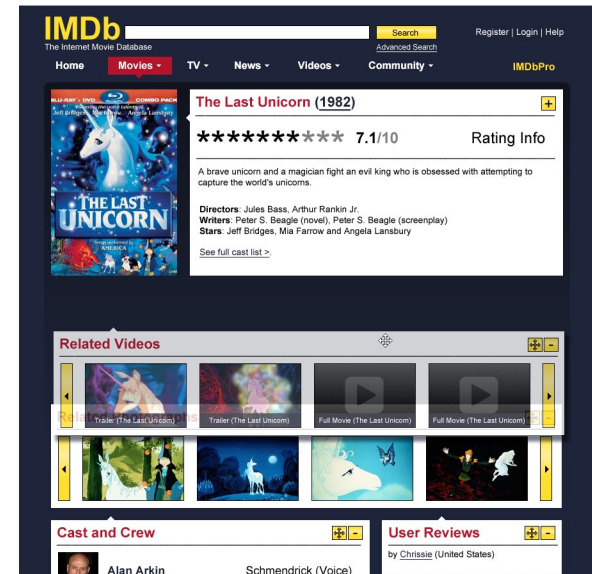 IMDb
The Internet Movie Database
Search
Advanced Search
Register | Login | Help
Home
Movies
TV
News
Videos
Community
IMDbPro
BLU-RAY + DVD COMBO PACK
Jeff Bridges, Mia Farrow, Angela Lansbury
THE LAST
UNICORN
AMERICA
The Last Unicorn (1982)
+
********** 7.1/10
Rating Info
A brave unicorn and a magician fight an evil king who is obsessed with attempting to
capture the world's unicorns.
Directors: Jules Bass, Arthur Rankin Jr.
Writers: Peter S. Beagle (novel), Peter S. Beagle (screenplay)
Stars: Jeff Bridges, Mia Farrow and Angela Lansbury
See full cast list >.
Related Videos
-
Trailer (The Last Unicorn)
Trailer (The Last Unicorn)
Full Movie (The Last Unicorn)
Full Movie (The Last Unicorn)
Related Photographs
-
Cast and Crew
-
Alan Arkin
Schmendrick (Voice)
User Reviews
-
by Chrissie (United States)